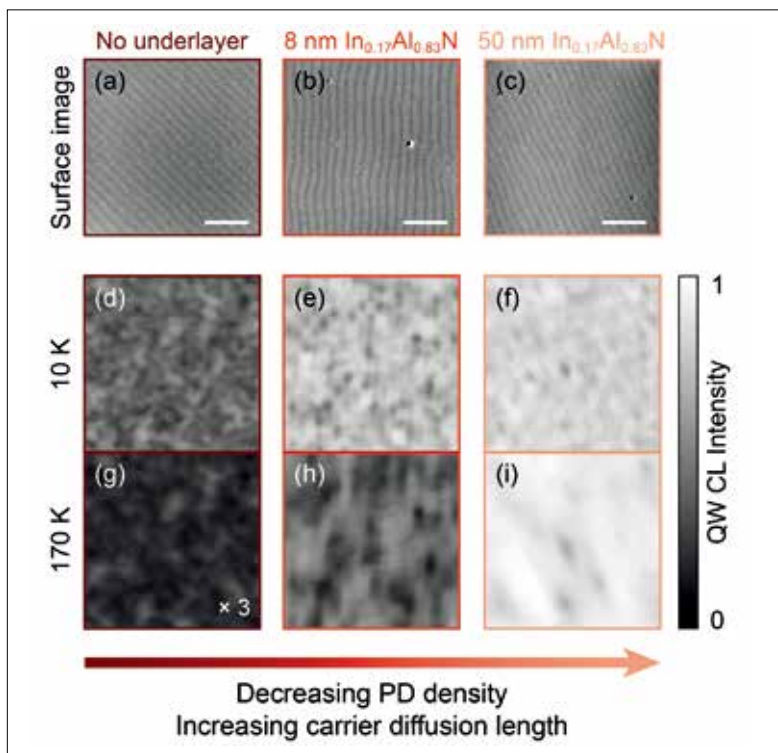 No underlayer 8 nm In₀.₁₇Al₀.₈₃N 50 nm In₀.₁₇Al₀.₈₃N
Surface image
(a) (b) (c)
10 K
(d) (e) (f)
170 K
(g) (h) (i)
× 3
1
QW CL Intensity
0
Decreasing PD density
Increasing carrier diffusion length